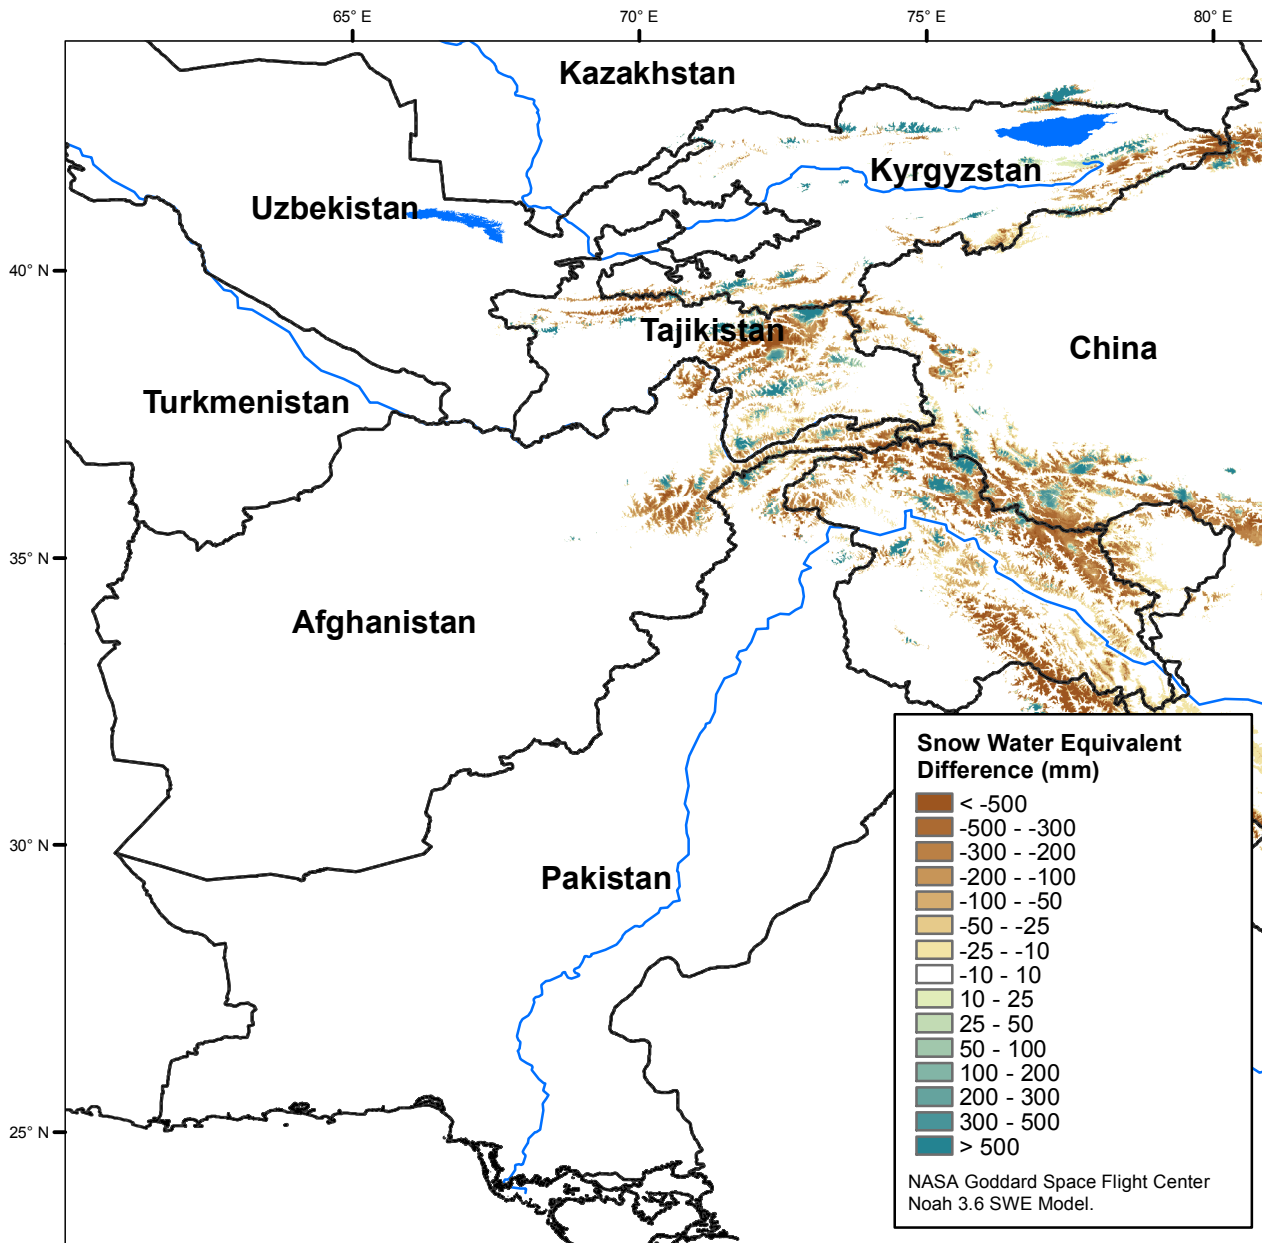 65° E
70° E
75° E
80° E
Kazakhstan
Kyrgyzstan
Uzbekistan
40° N
Tajikistan
China
Turkmenistan
35° N
Afghanistan
Snow Water Equivalent
Difference (mm)
< -500
-500 - -300
-300 - -200
-200 - -100
-100 - -50
-50 - -25
-25 - -10
-10 - 10
10 - 25
25 - 50
50 - 100
100 - 200
200 - 300
300 - 500
> 500
NASA Goddard Space Flight Center
Noah 3.6 SWE Model.
30° N
Pakistan
25° N